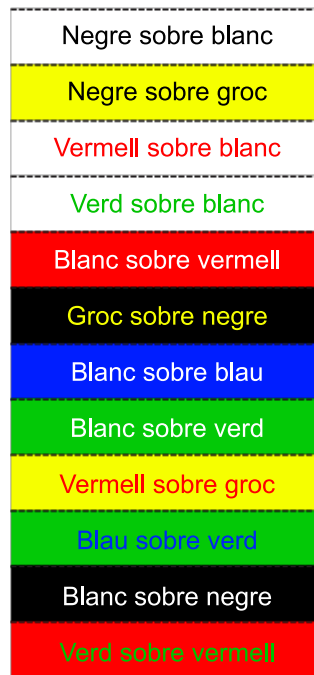 Negre sobre blanc
Negre sobre groc
Vermell sobre blanc
Verd sobre blanc
Blanc sobre vermell
Groc sobre negre
Blanc sobre blau
Blanc sobre verd
Vermell sobre groc
Blau sobre verd
Blanc sobre negre
Verd sobre vermell